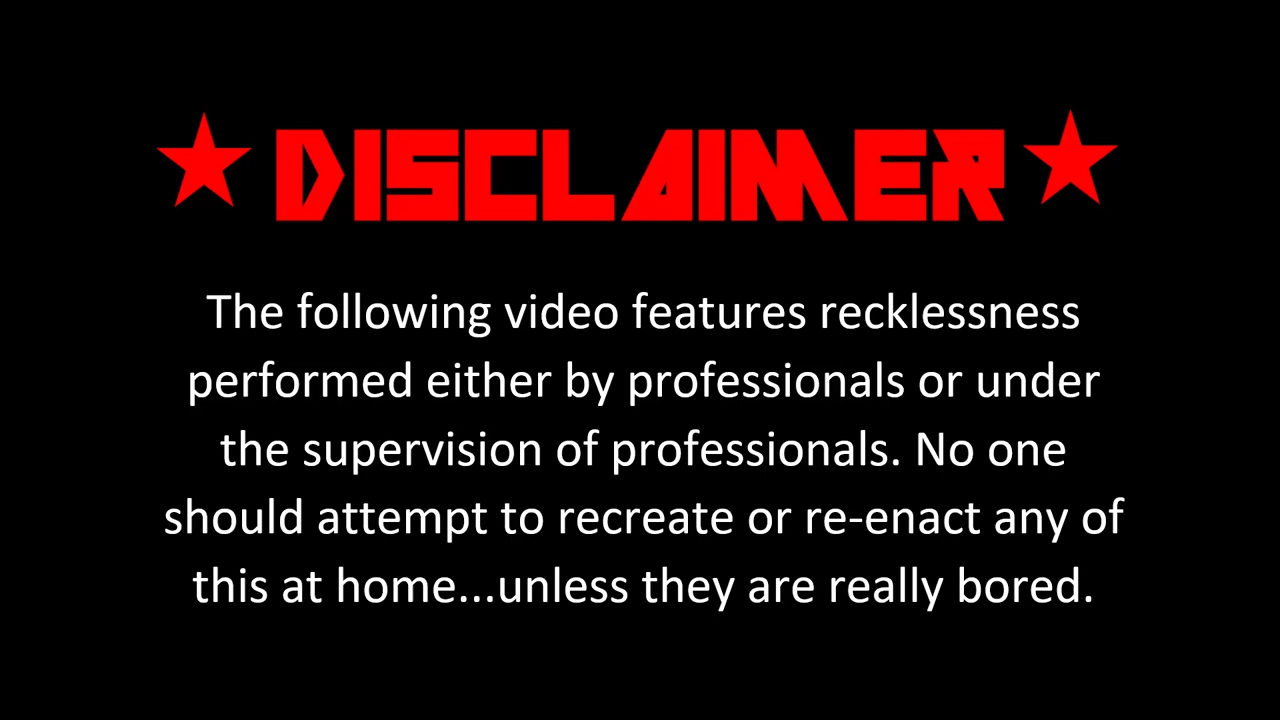 ★ DISCLAIMER ★
The following video features recklessness
performed either by professionals or under
the supervision of professionals. No one
should attempt to recreate or re-enact any of
this at home...unless they are really bored.